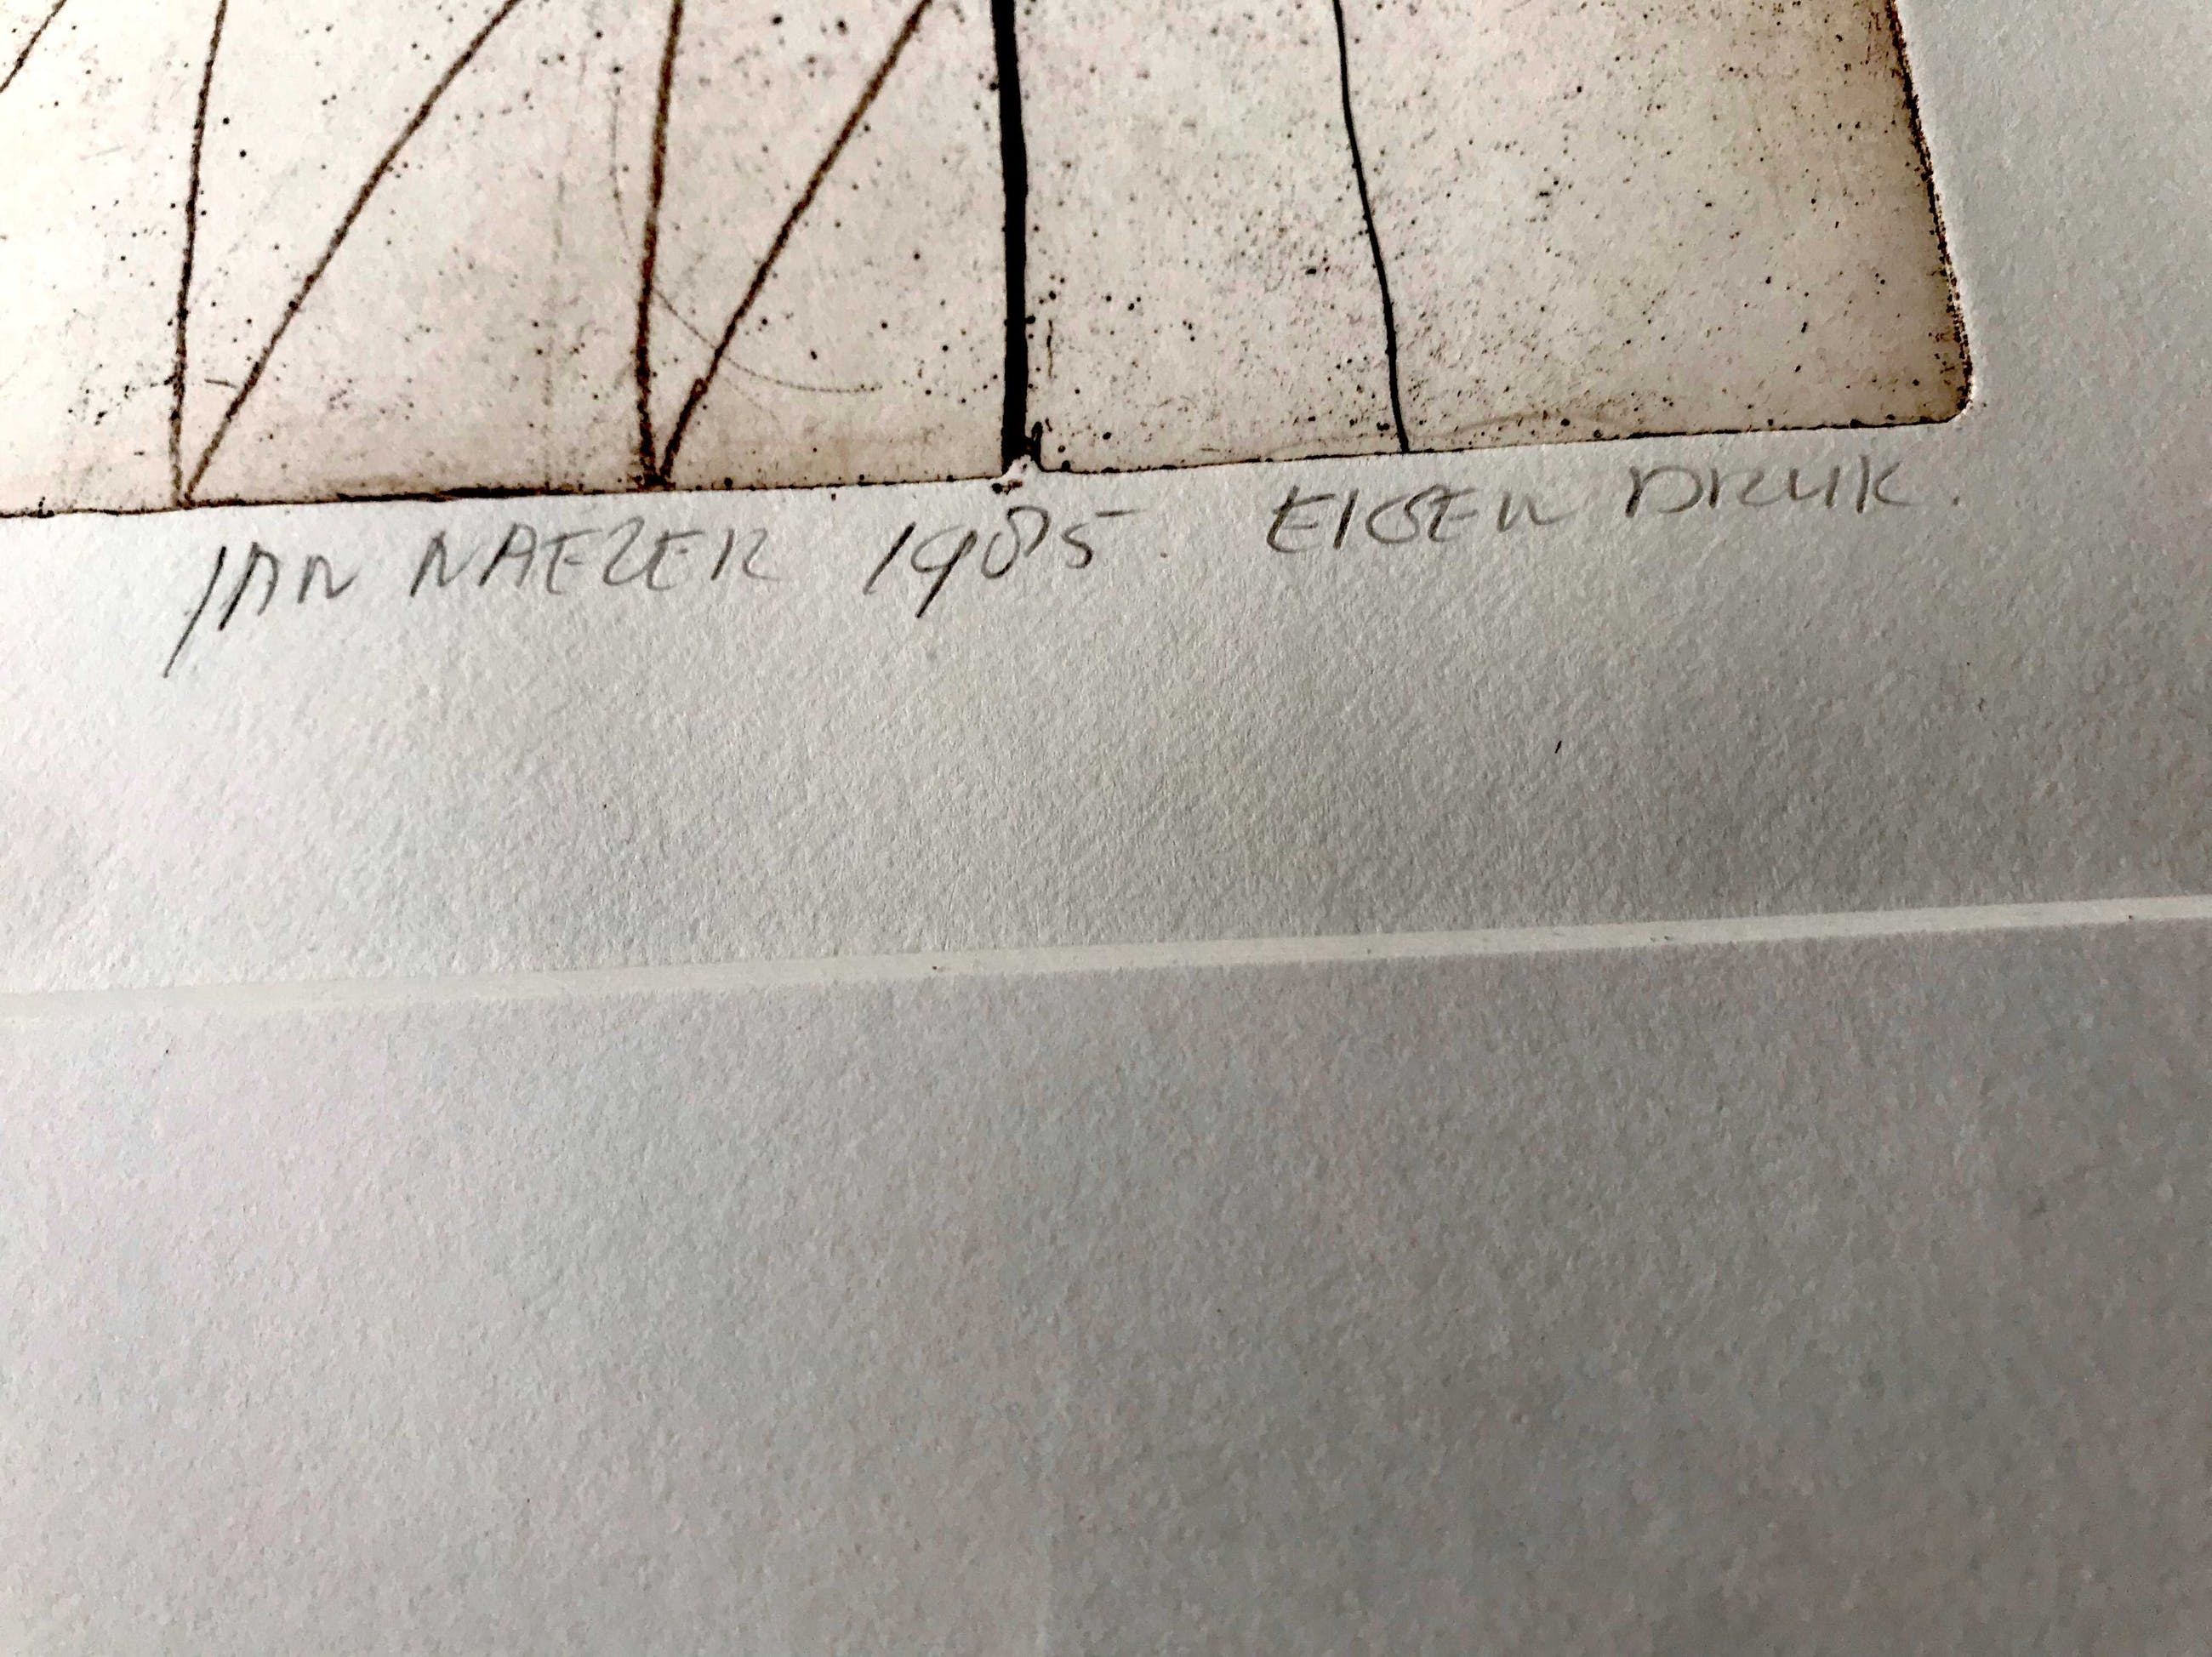 JAN NAEZER 1985. EIGEN DRUK.